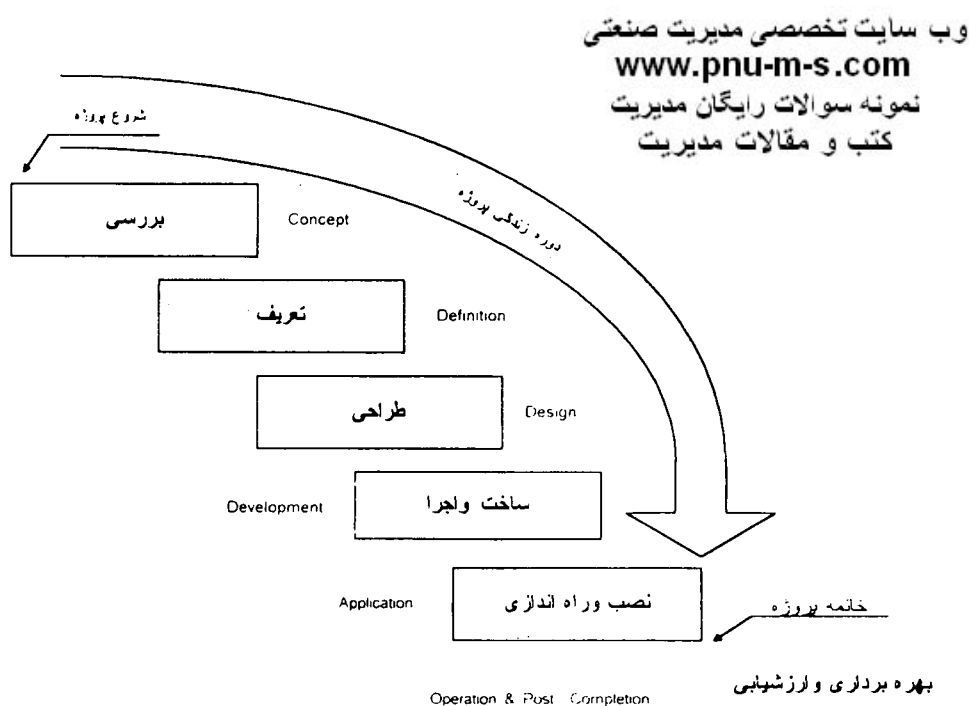 وب سایت تخصصی مدیریت صنعتی
www.pnu-m-s.com
نمونه سوالات رایگان مدیریت
کتب و مقالات مدیریت
شروع پروژه
دوره زندگی پروژه
بررسی
Concept
تعریف
Definition
طراحی
Design
ساخت واجرا
Development
نصب وراه اندازی
Application
خاتمه پروژه
بهره برداری وارزشیابی
Operation & Post Completion